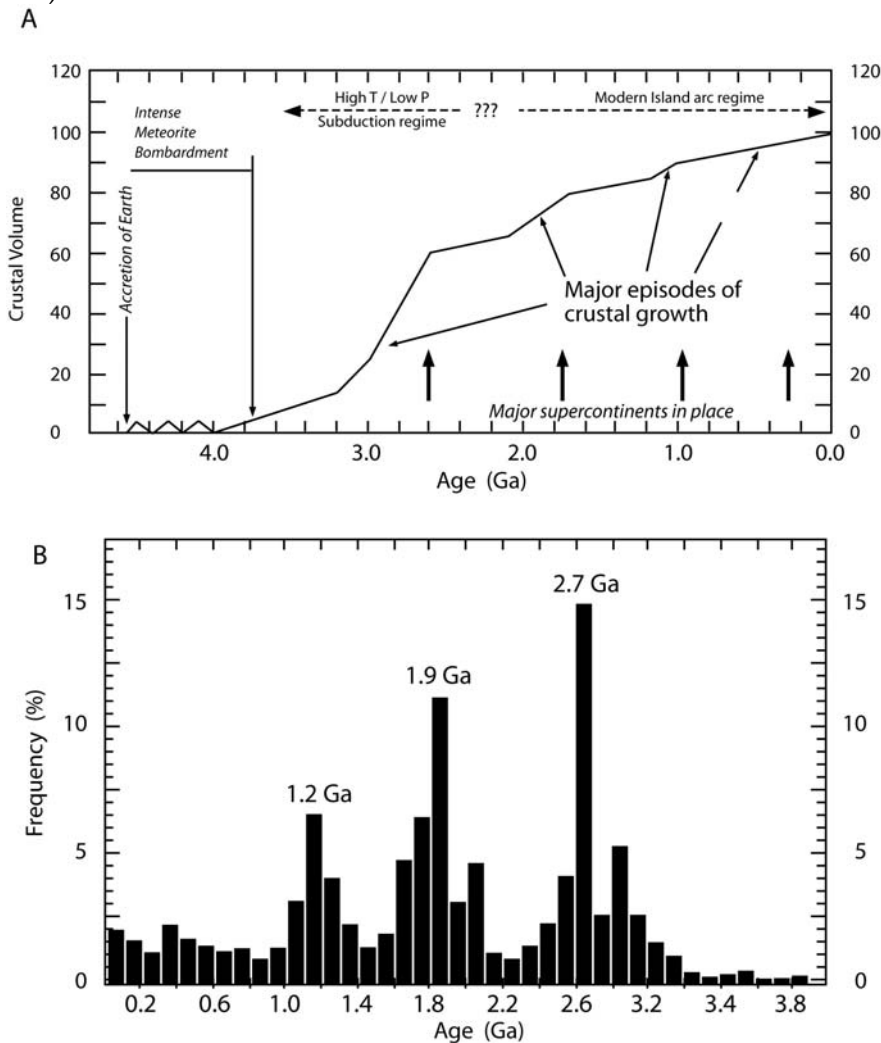 A
120
100
80
60
40
20
0
Crustal Volume
120
100
80
60
40
20
0
Intense
Meteorite
Bombardment
Accretion of Earth
High T / Low P
Subduction regime
???
Modern Island arc regime
Major episodes of
crustal growth
Major supercontinents in place
4.0
3.0
2.0
1.0
0.0
Age (Ga)
B
15
10
5
0
Frequency (%)
15
10
5
0
1.2 Ga
1.9 Ga
2.7 Ga
0.2
0.6
1.0
1.4
1.8
2.2
2.6
3.2
3.4
3.8
Age (Ga)